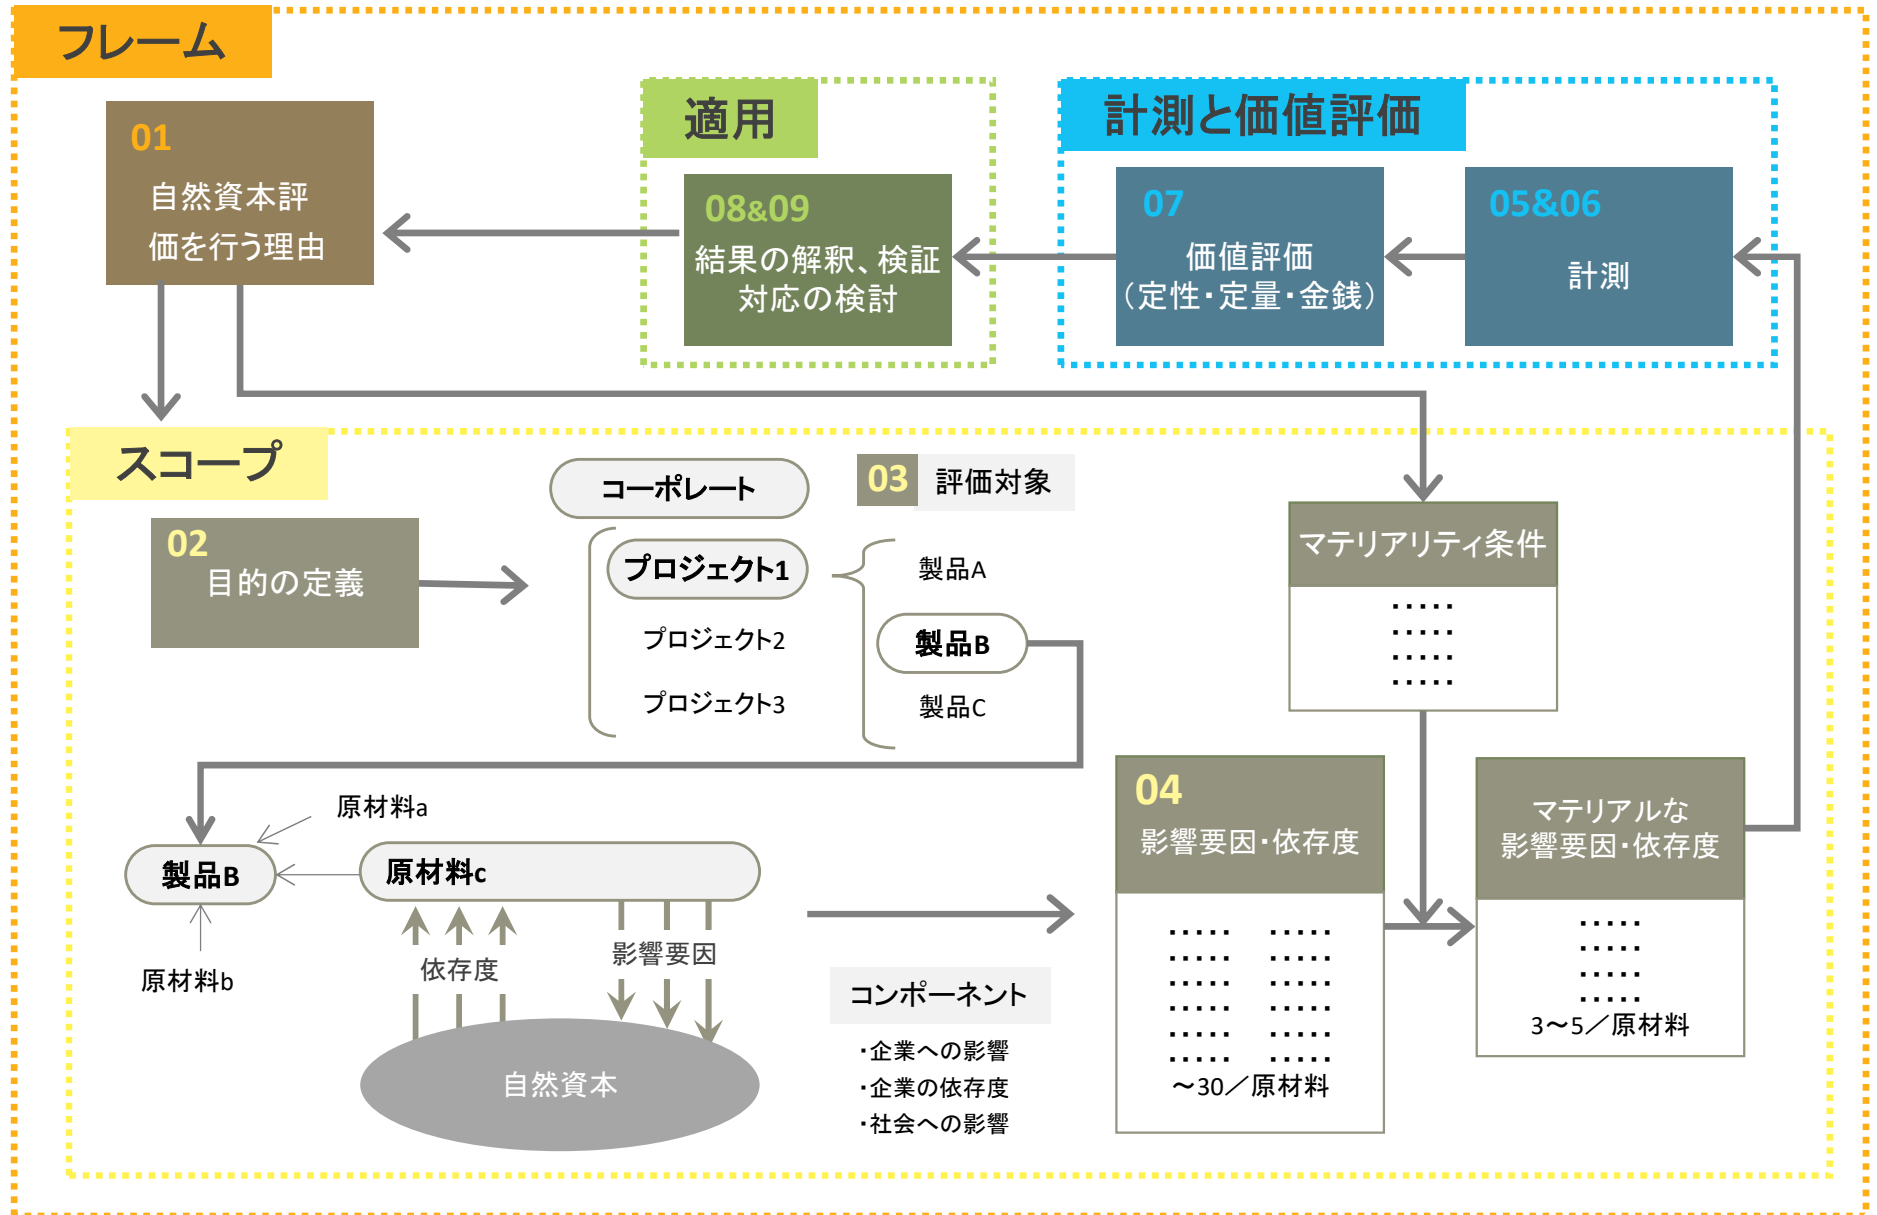 フレーム
01
自然資本評
価を行う理由
適用
08&09
結果の解釈、検証
対応の検討
計測と価値評価
07
価値評価
（定性・定量・金銭）
05&06
計測
スコープ
02
目的の定義
コーポレート
プロジェクト1
プロジェクト2
プロジェクト3
03
評価対象
製品A
製品B
製品C
マテリアリティ条件
・・・・・
・・・・・
・・・・・
・・・・・
原材料a
製品B
原材料b
原材料c
依存度
影響要因
自然資本
コンポーネント
・企業への影響
・企業の依存度
・社会への影響
04
影響要因・依存度
・・・・・ ・・・・・
・・・・・ ・・・・・
・・・・・ ・・・・・
・・・・・ ・・・・・
・・・・・ ・・・・・
・・・・・ ・・・・・
～30／原材料
マテリアルな
影響要因・依存度
・・・・・
・・・・・
・・・・・
・・・・・
3～5／原材料